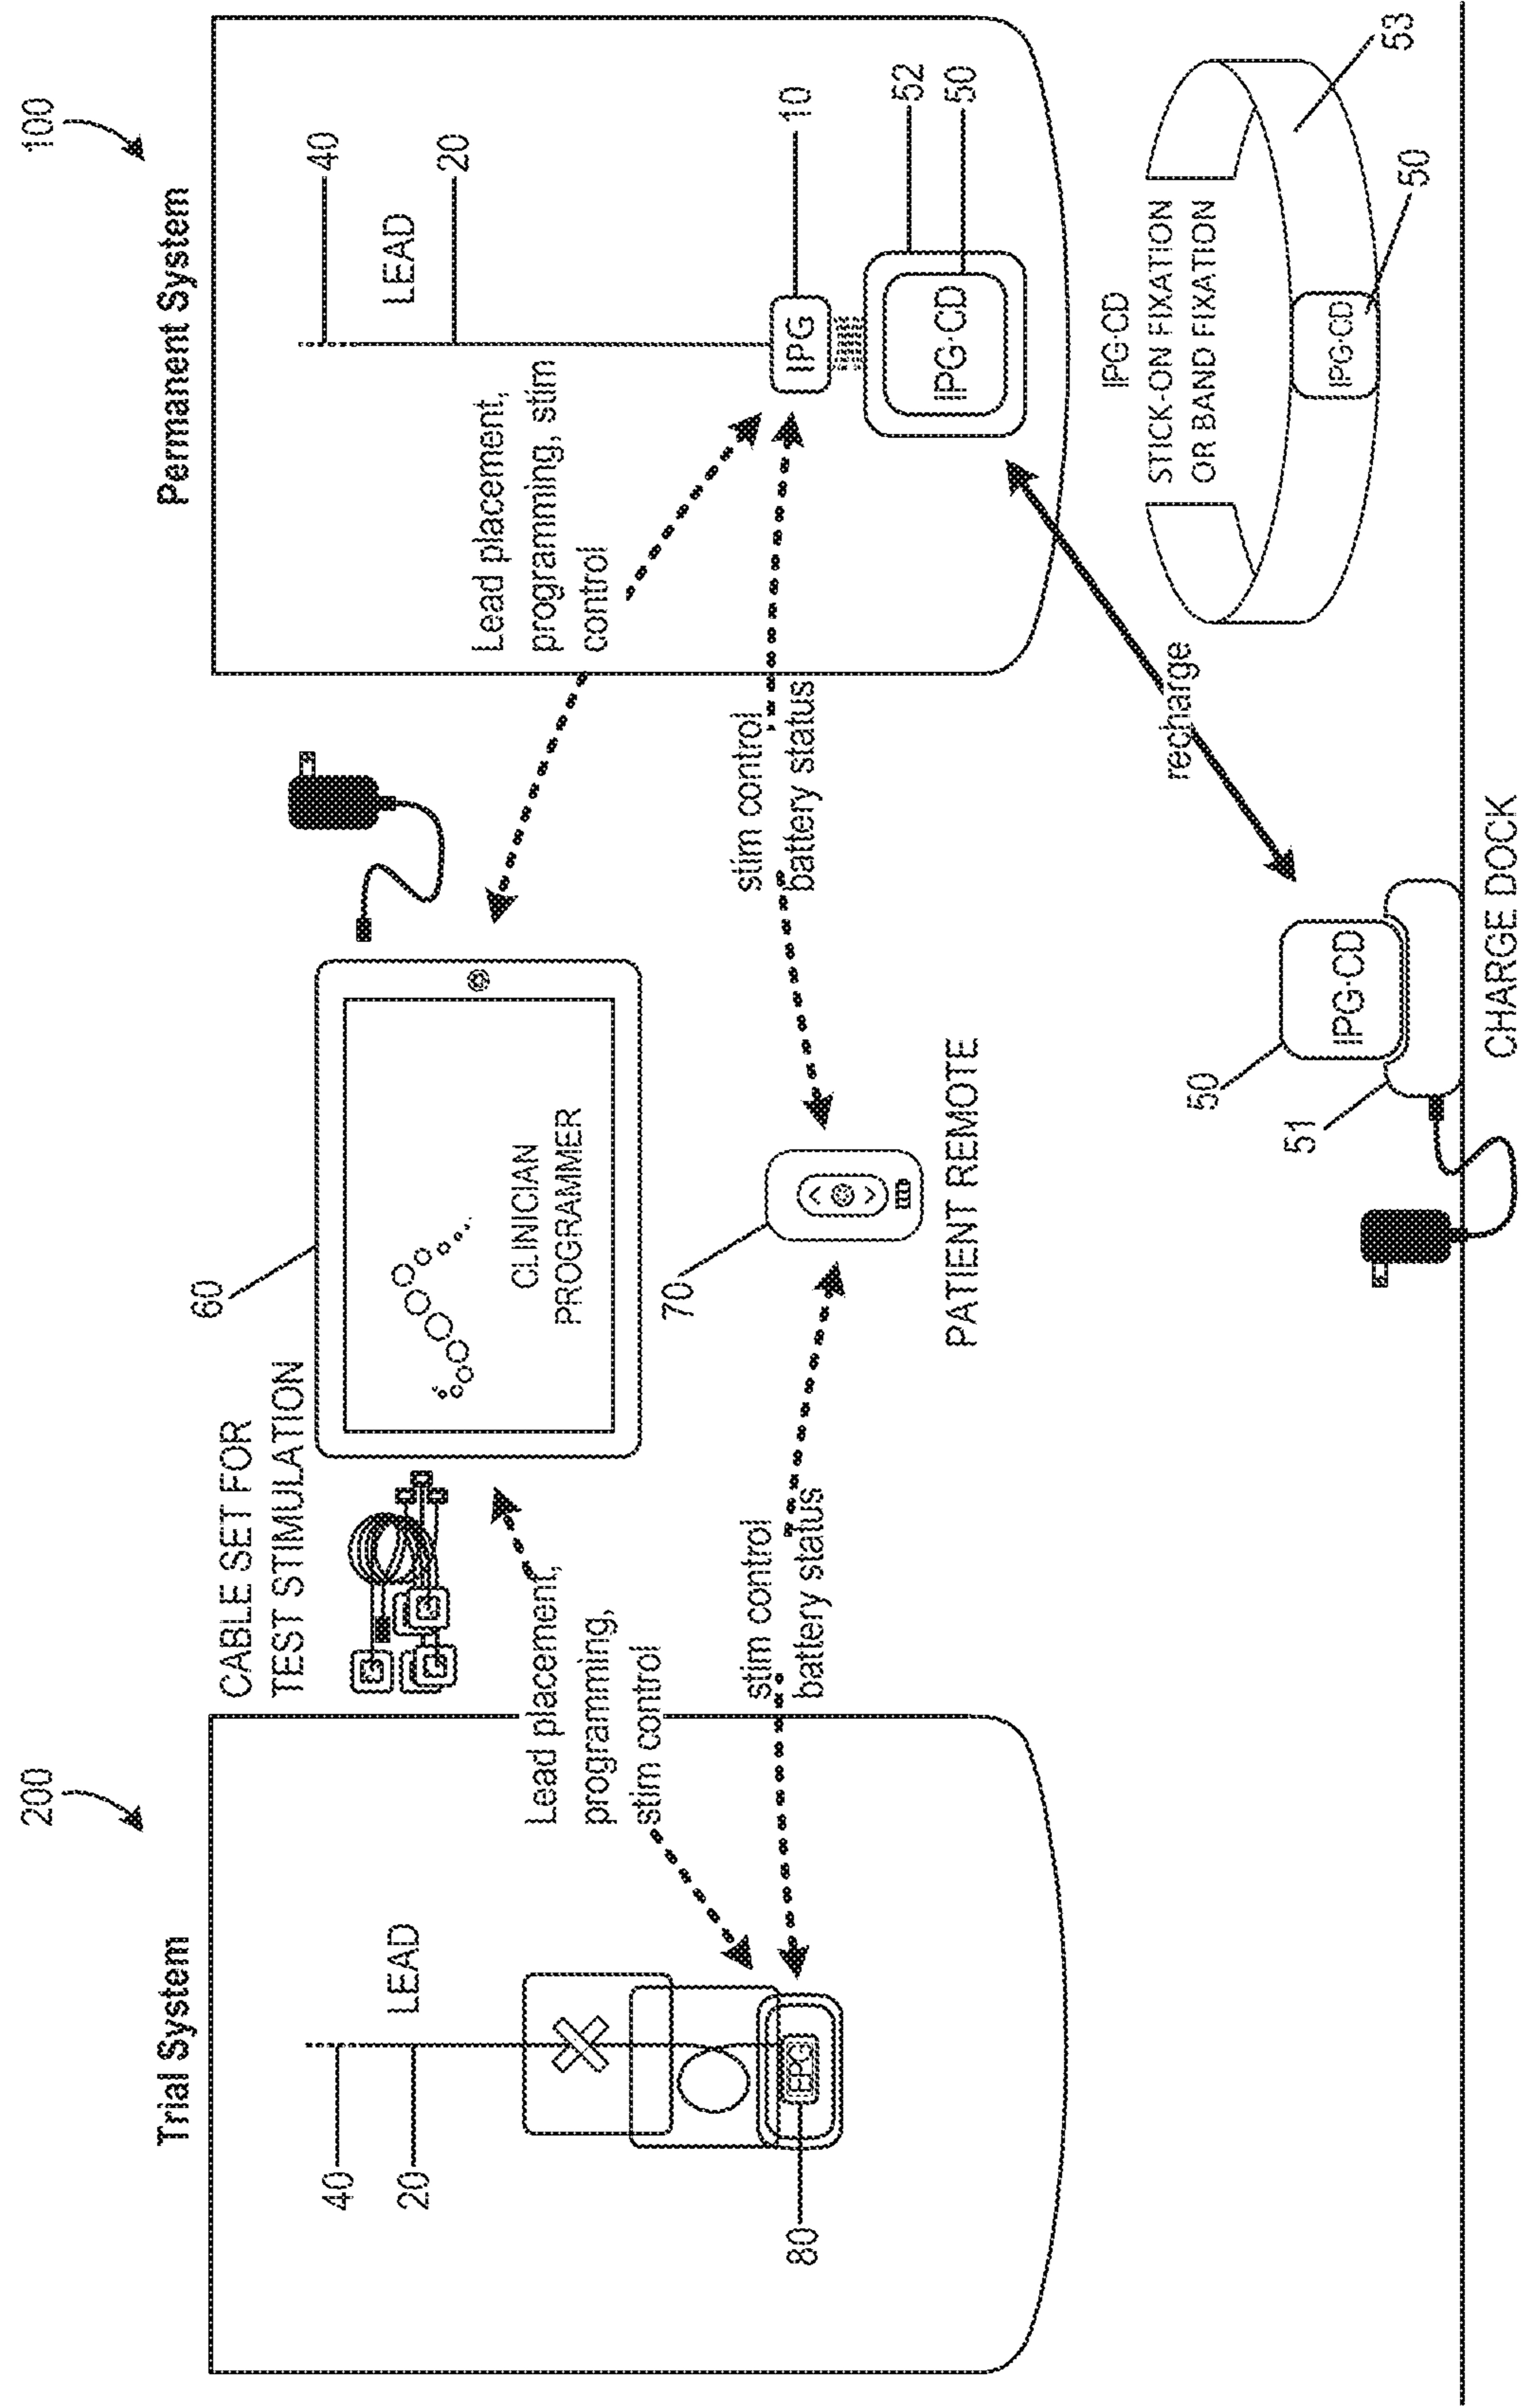 200
Trial System
40
LEAD
20
EPG
80
CABLE SET FOR
TEST STIMULATION
60
CLINICIAN
PROGRAMMER
Lead placement,
programming,
stim control
stim control
battery status
70
PATIENT REMOTE
100
Permanent System
40
LEAD
20
Lead placement,
programming, stim
control
stim control
battery status
IPG
10
IPG-CD
52
50
recharge
IPG-CD
STICK-ON FIXATION
OR BAND FIXATION
IPG-CD
53
50
50
IPG-CD
51
CHARGE DOCK